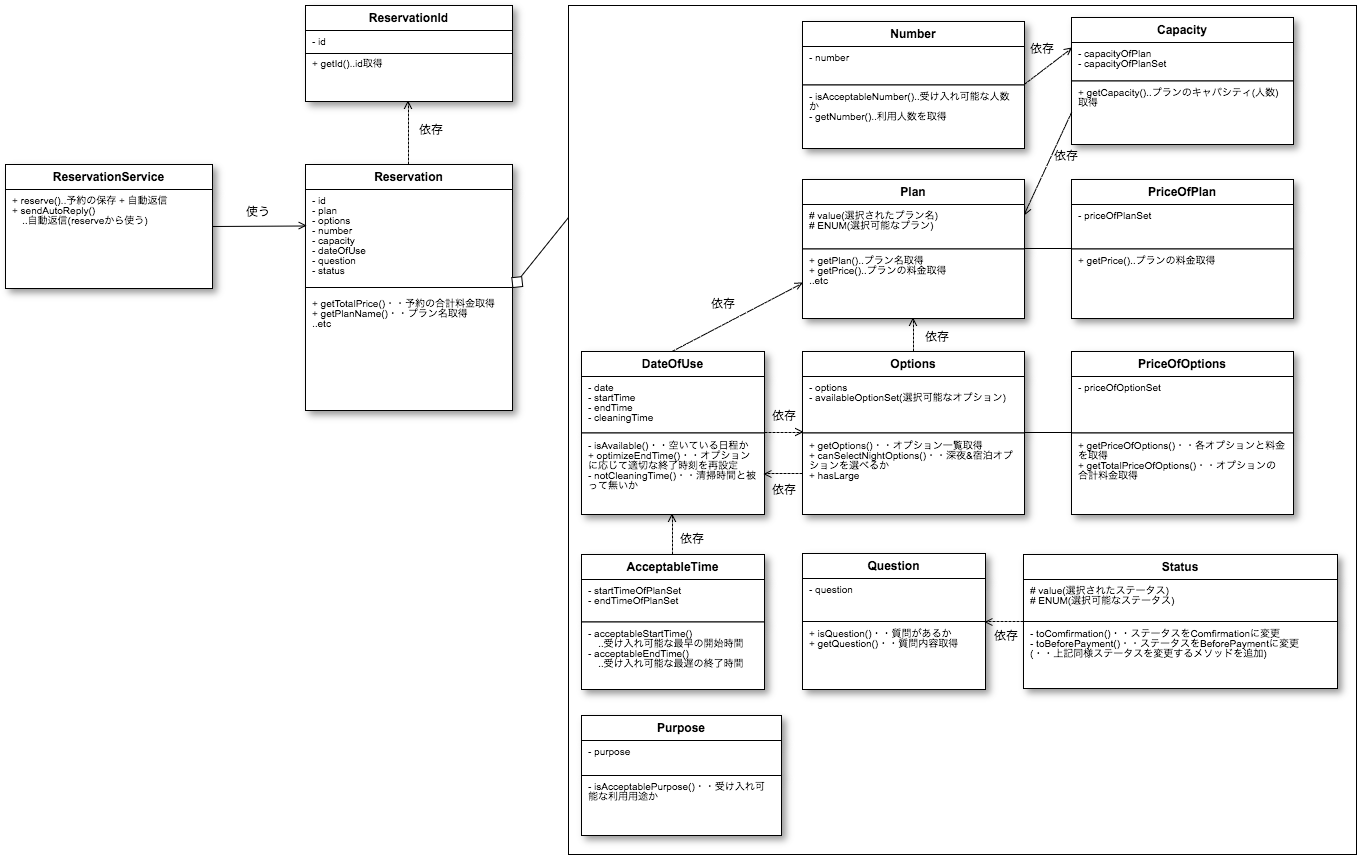 ReservationId
- id
+ getId()..id取得
依存
ReservationService
+ reserve()..予約の保存 + 自動返信
+ sendAutoReply()
..自動返信(reserveから使う)
使う
Reservation
- id
- plan
- options
- number
- capacity
- dateOfUse
- question
- status
+ getTotalPrice()・・予約の合計料金取得
+ getPlanName()・・プラン名取得
..etc
Number
- number
- isAcceptableNumber()..受け入れ可能な人数
か
- getNumber()..利用人数を取得
依存
Capacity
- capacityOfPlan
- capacityOfPlanSet
+ getCapacity()..プランのキャパシティ(人数)
取得
依存
Plan
# value(選択されたプラン名)
# ENUM(選択可能なプラン)
+ getPlan()..プラン名取得
+ getPrice()..プランの料金取得
..etc
PriceOfPlan
- priceOfPlanSet
+ getPrice()..プランの料金取得
依存
依存
DateOfUse
- date
- startTime
- endTime
- cleaningTime
- isAvailable()・・空いている日程か
+ optimizeEndTime()・・オプション
に応じて適切な終了時刻を再設定
- notCleaningTime()・・清掃時間と被
って無いか
依存
依存
Options
- options
- availableOptionSet(選択可能なオプション)
+ getOptions()・・オプション一覧取得
+ canSelectNightOptions()・・深夜&宿泊オプ
ションを選べるか
+ hasLarge
PriceOfOptions
- priceOfOptionSet
+ getPriceOfOptions()・・各オプションと料金
を取得
+ getTotalPriceOfOptions()・・オプションの
合計料金取得
依存
AcceptableTime
- startTimeOfPlanSet
- endTimeOfPlanSet
- acceptableStartTime()
..受け入れ可能な最早の開始時間
- acceptableEndTime()
..受け入れ可能な最遅の終了時間
Question
- question
+ isQuestion()・・質問があるか
+ getQuestion()・・質問内容取得
依存
Status
# value(選択されたステータス)
# ENUM(選択可能なステータス)
- toComfirmation()・・ステータスをComfirmationに変更
- toBeforePayment()・・ステータスをBeforePaymentに変更
(・・上記同様ステータスを変更するメソッドを追加)
Purpose
- purpose
- isAcceptablePurpose()・・受け入れ可
能な利用用途か